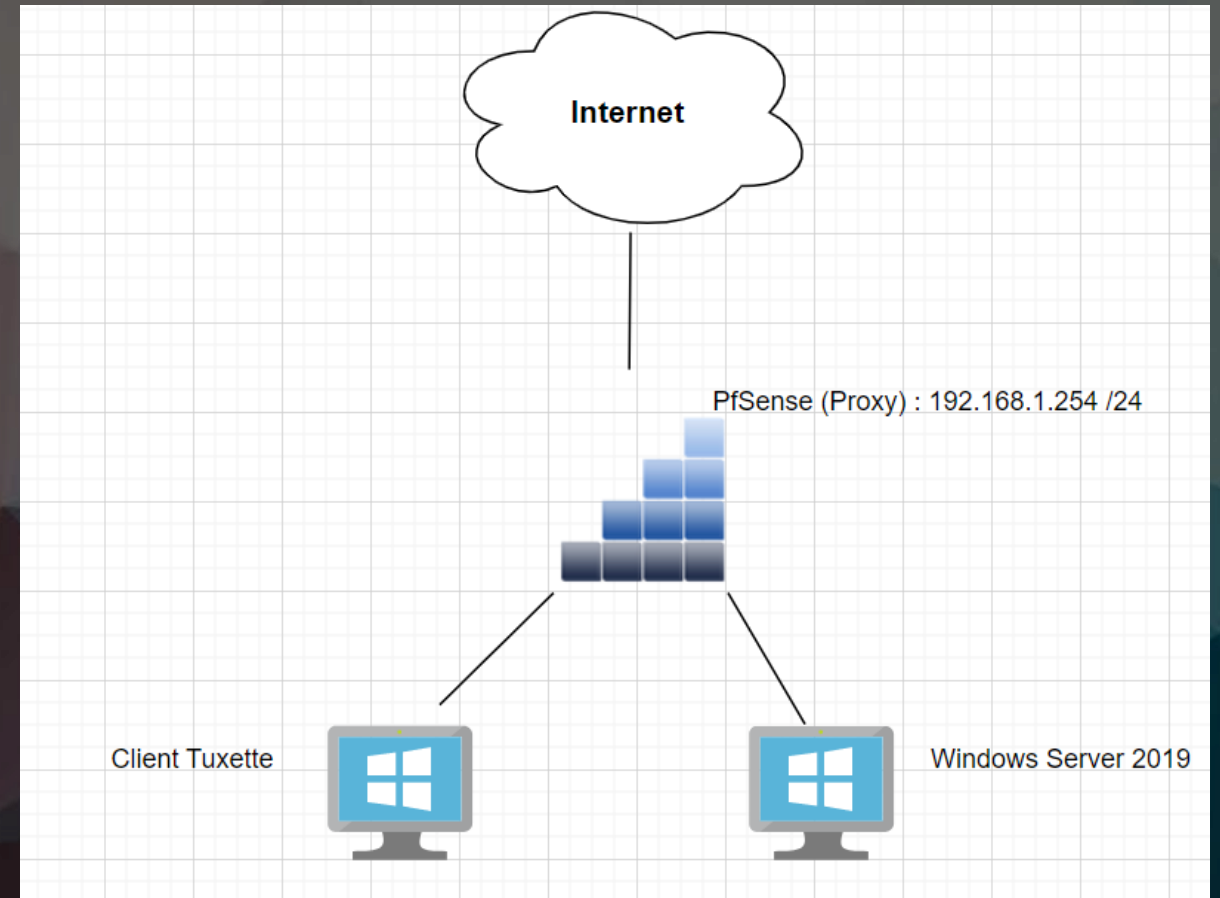 Internet
PfSense (Proxy) : 192.168.1.254 /24
Client Tuxette
Windows Server 2019